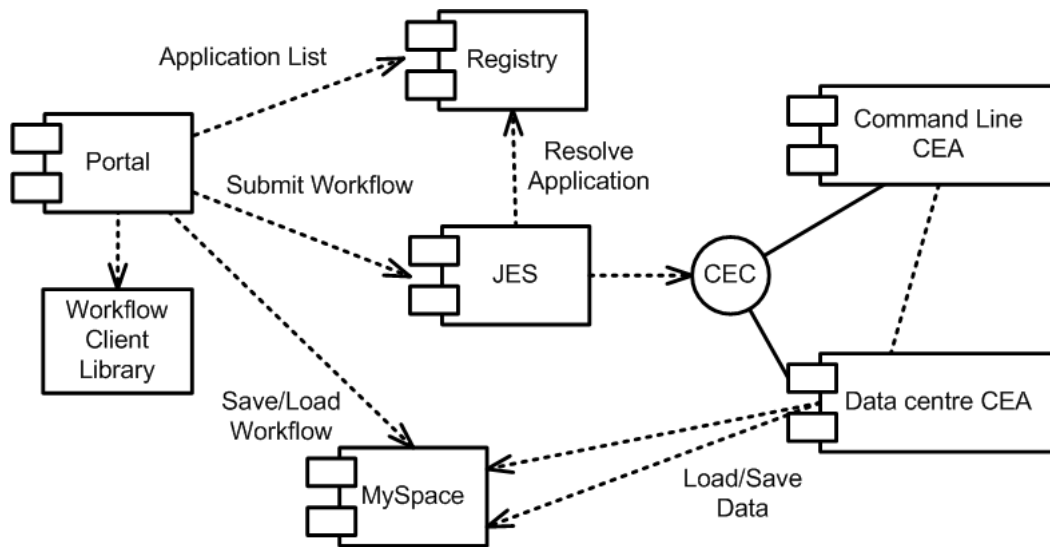 Application List
Registry
Command Line
CEA
Portal
Resolve
Application
Submit Workflow
JES
CEC
Workflow
Client
Library
Save/Load
Workflow
Data centre CEA
MySpace
Load/Save
Data